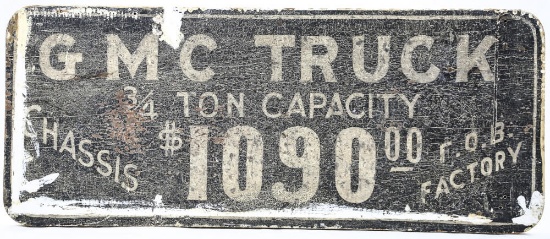 GMC TRUCK
3/4 TON CAPACITY
CHASSIS $1090 00 F.O.B. FACTORY